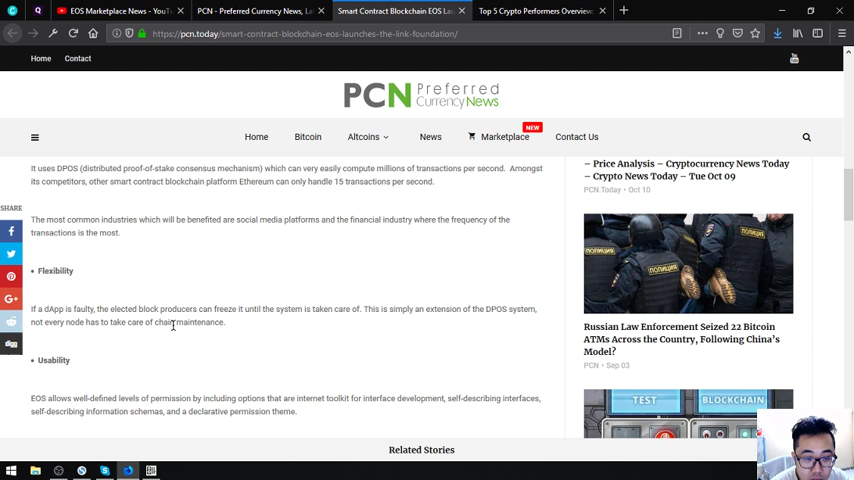 EOS Marketplace News - YouT
PCN - Preferred Currency News, La
Smart Contract Blockchain EOS La
Top 5 Crypto Performers Overview:
https://pcn.today/smart-contract-blockchain-eos-launches-the-link-foundation/
Home
Contact
PCN Preferred Currency News
Home
Bitcoin
Altcoins
News
Marketplace
NEW
Contact Us
It uses DPOS (distributed proof-of-stake consensus mechanism) which can very easily compute millions of transactions per second. Amongst
its competitors, other smart contract blockchain platform Ethereum can only handle 15 transactions per second.
The most common industries which will be benefited are social media platforms and the financial industry where the frequency of the
transactions is the most.
• Flexibility
If a dApp is faulty, the elected block producers can freeze it until the system is taken care of. This is simply an extension of the DPOS system,
not every node has to take care of chain maintenance.
• Usability
EOS allows well-defined levels of permission by including options that are internet toolkit for interface development, self-describing interfaces,
self-describing information schemas, and a declarative permission theme.
SHARE
G+
digg
– Price Analysis – Cryptocurrency News Today
– Crypto News Today – Tue Oct 09
PCN.Today • Oct 10
ПОЛИЦИЯ
ПОЛИЦИЯ
Russian Law Enforcement Seized 22 Bitcoin
ATMs Across the Country, Following China's
Model?
PCN • Sep 03
TEST
BLOCKCHAIN
Related Stories